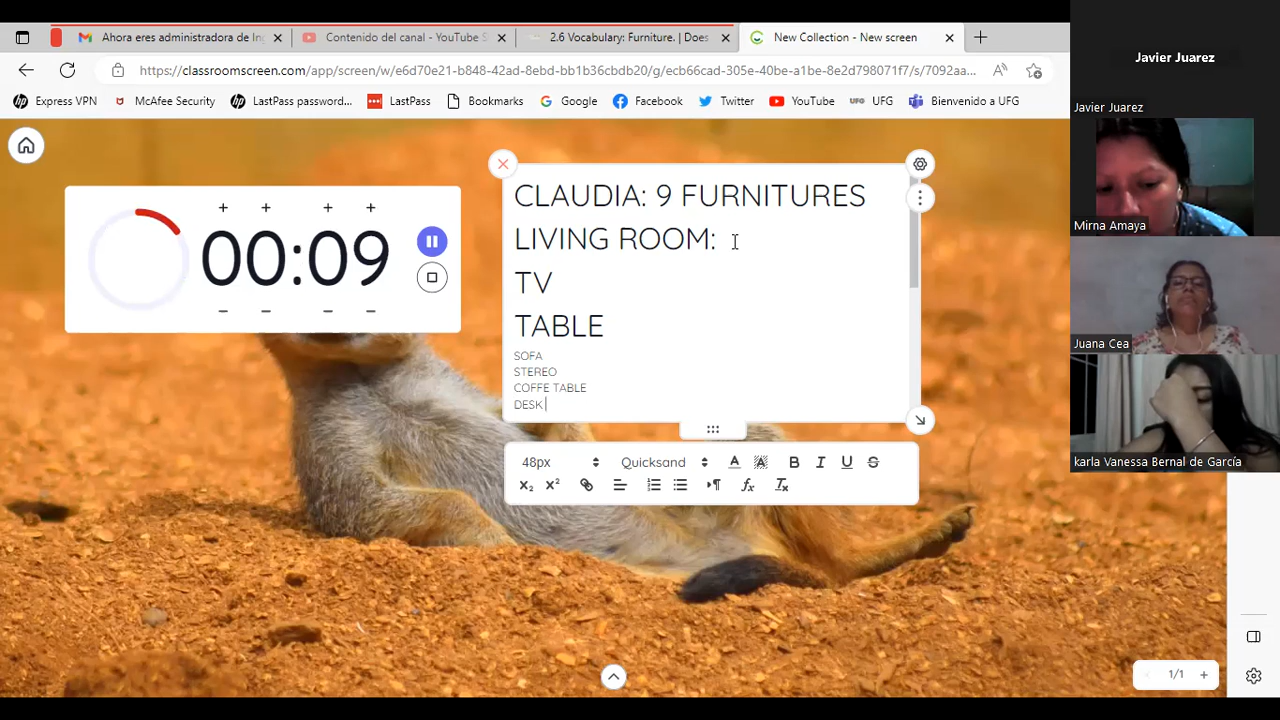 Ahora eres administradora de In
Contenido del canal - YouTube S
2.6 Vocabulary: Furniture. | Does
New Collection - New screen
https://classroomscreen.com/app/screen/w/e6d70e21-b848-42ad-8ebd-bb1b36cbdb20/g/ecb66cad-305e-40be-a1be-8e2d798071f7/s/7092aa...
Express VPN
McAfee Security
LastPass password...
LastPass
Bookmarks
Google
Facebook
Twitter
YouTube
UFG
Bienvenido a UFG
Javier Juarez
Javier Juarez
Mirna Amaya
Juana Cea
karla Vanessa Bernal de García
00:09
CLAUDIA: 9 FURNITURES
LIVING ROOM:
TV
TABLE
SOFA
STEREO
COFFE TABLE
DESK
48px
Quicksand
1/1